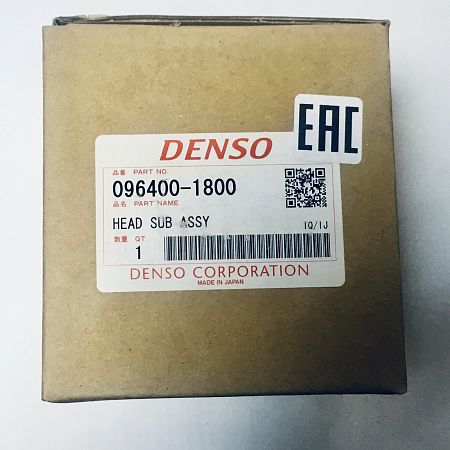 EAC
DENSO
品番 PART NO.
096400-1800
品名 PART NAME
HEAD SUB ASSY
1Q/1J
数量 QT.
1
DENSO CORPORATION
MADE IN JAPAN